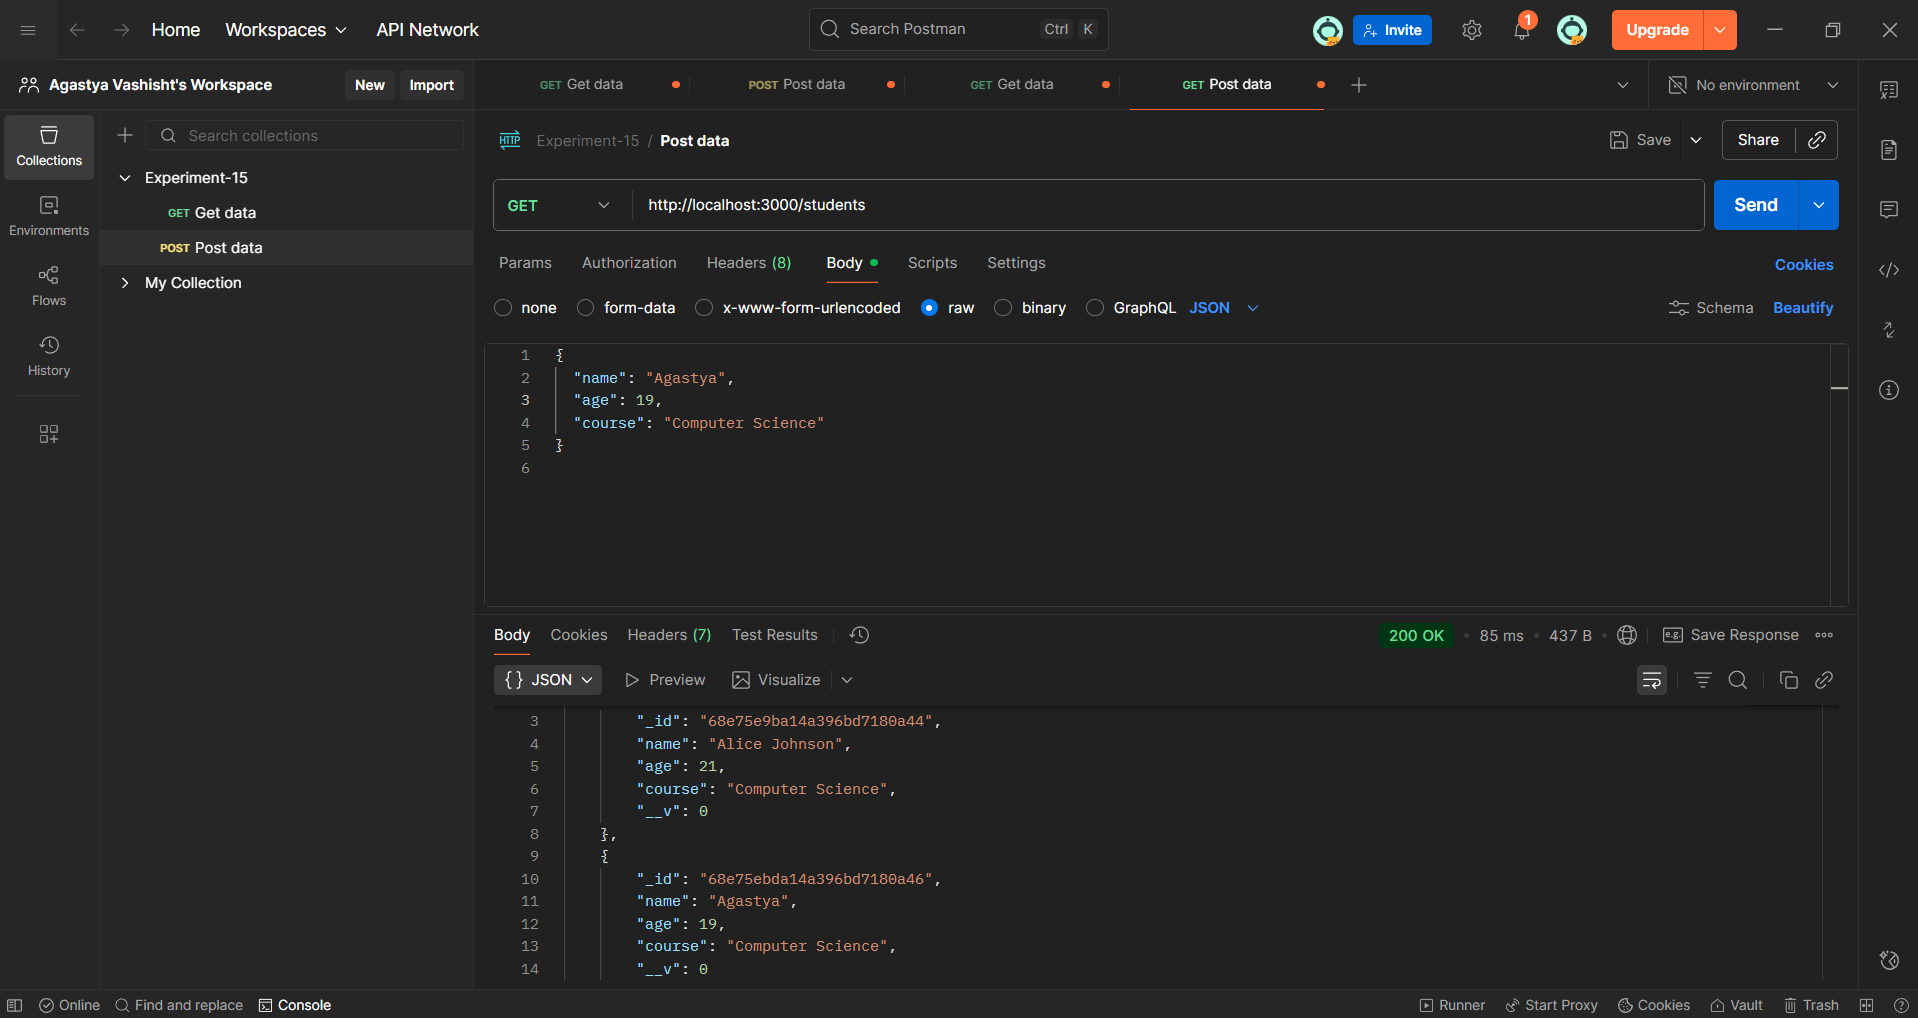 Home Workspaces API Network Search Postman Ctrl K Invite 1 Upgrade
Agastya Vashisht's Workspace New Import GET Get data POST Post data GET Get data GET Post data No environment
Collections
Environments
Flows
History
Search collections
Experiment-15
GET Get data
POST Post data
My Collection
HTTP Experiment-15 / Post data Save Share
GET http://localhost:3000/students Send
Params Authorization Headers (8) Body Scripts Settings Cookies
none form-data x-www-form-urlencoded raw binary GraphQL JSON Schema Beautify
1 {
2 "name": "Agastya",
3 "age": 19,
4 "course": "Computer Science"
5 }
6
Body Cookies Headers (7) Test Results 200 OK 85 ms 437 B e.g. Save Response
{} JSON Preview Visualize
3 "_id": "68e75e9ba14a396bd7180a44",
4 "name": "Alice Johnson",
5 "age": 21,
6 "course": "Computer Science",
7 "__v": 0
8 },
9 {
10 "_id": "68e75ebda14a396bd7180a46",
11 "name": "Agastya",
12 "age": 19,
13 "course": "Computer Science",
14 "__v": 0
Online Find and replace Console Runner Start Proxy Cookies Vault Trash